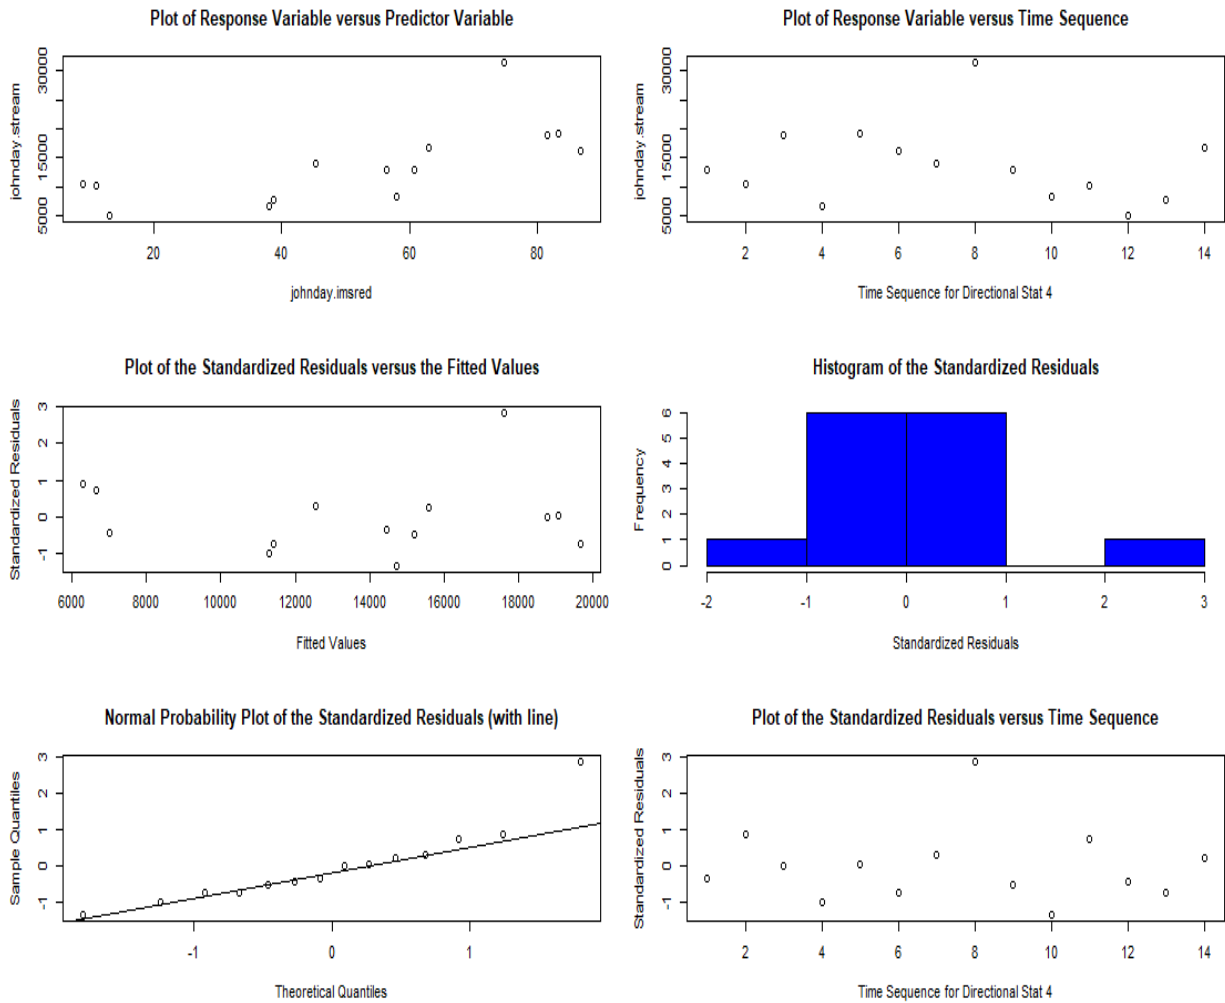 Plot of Response Variable versus Predictor Variable
johnday.stream
5000 15000 30000
20 40 60 80
johnday.imsred
Plot of Response Variable versus Time Sequence
johnday.stream
5000 15000 30000
2 4 6 8 10 12 14
Time Sequence for Directional Stat 4
Plot of the Standardized Residuals versus the Fitted Values
Standardized Residuals
-1 0 1 2 3
6000 8000 10000 12000 14000 16000 18000 20000
Fitted Values
Histogram of the Standardized Residuals
Frequency
0 1 2 3 4 5 6
-2 -1 0 1 2 3
Standardized Residuals
Normal Probability Plot of the Standardized Residuals (with line)
Sample Quantiles
-1 0 1 2 3
-1 0 1
Theoretical Quantiles
Plot of the Standardized Residuals versus Time Sequence
Standardized Residuals
-1 0 1 2 3
2 4 6 8 10 12 14
Time Sequence for Directional Stat 4